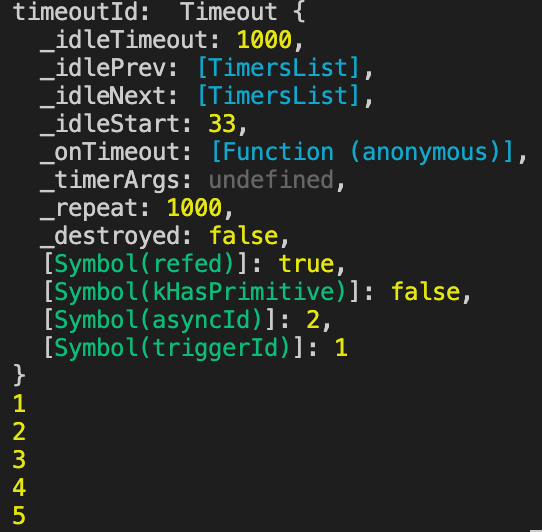 timeoutId:  Timeout {
  _idleTimeout: 1000,
  _idlePrev: [TimersList],
  _idleNext: [TimersList],
  _idleStart: 33,
  _onTimeout: [Function (anonymous)],
  _timerArgs: undefined,
  _repeat: 1000,
  _destroyed: false,
  [Symbol(refed)]: true,
  [Symbol(kHasPrimitive)]: false,
  [Symbol(asyncId)]: 2,
  [Symbol(triggerId)]: 1
}
1
2
3
4
5